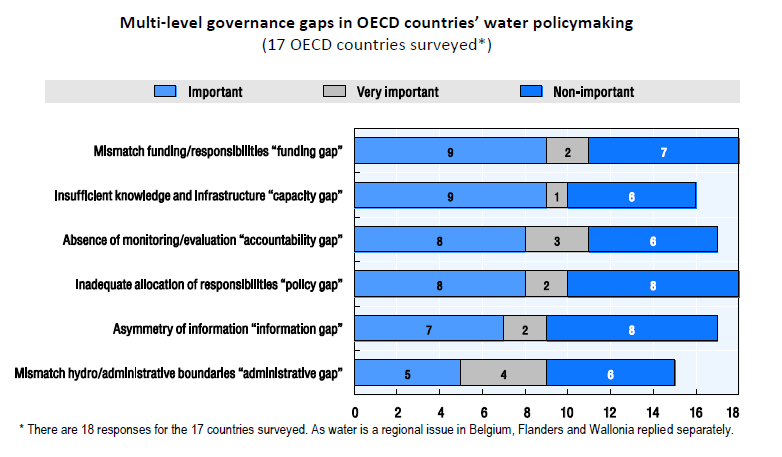 Multi-level governance gaps in OECD countries’ water policymaking
(17 OECD countries surveyed*)
Important Very important Non-important
Mismatch funding/responsibilities “funding gap” 9 2 7
Insufficient knowledge and infrastructure “capacity gap” 9 1 6
Absence of monitoring/evaluation “accountability gap” 8 3 6
Inadequate allocation of responsibilities “policy gap” 8 2 8
Asymmetry of information “information gap” 7 2 8
Mismatch hydro/administrative boundaries “administrative gap” 5 4 6
0 2 4 6 8 10 12 14 16 18
* There are 18 responses for the 17 countries surveyed. As water is a regional issue in Belgium, Flanders and Wallonia replied separately.